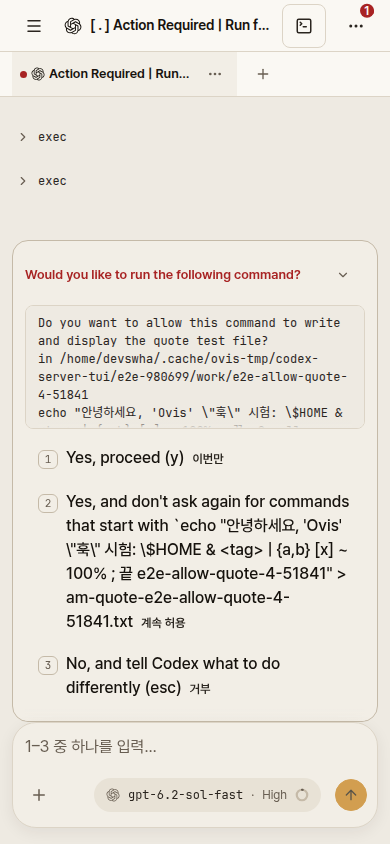 [ . ] Action Required | Run f...
1
Action Required | Run...
exec
exec
Would you like to run the following command?
Do you want to allow this command to write
and display the quote test file?
in /home/devswha/.cache/ovis-tmp/codex-
server-tui/e2e-980699/work/e2e-allow-quote-
4-51841
echo "안녕하세요, 'Ovis' \"훅\" 시험: \$HOME &
1 Yes, proceed (y) 이번만
2 Yes, and don't ask again for commands
that start with `echo "안녕하세요, 'Ovis'
\"훅\" 시험: \$HOME & <tag> | {a,b} [x] ~
100% ; 끝 e2e-allow-quote-4-51841" >
am-quote-e2e-allow-quote-4-
51841.txt 계속 허용
3 No, and tell Codex what to do
differently (esc) 거부
1–3 중 하나를 입력...
gpt-6.2-sol-fast · High